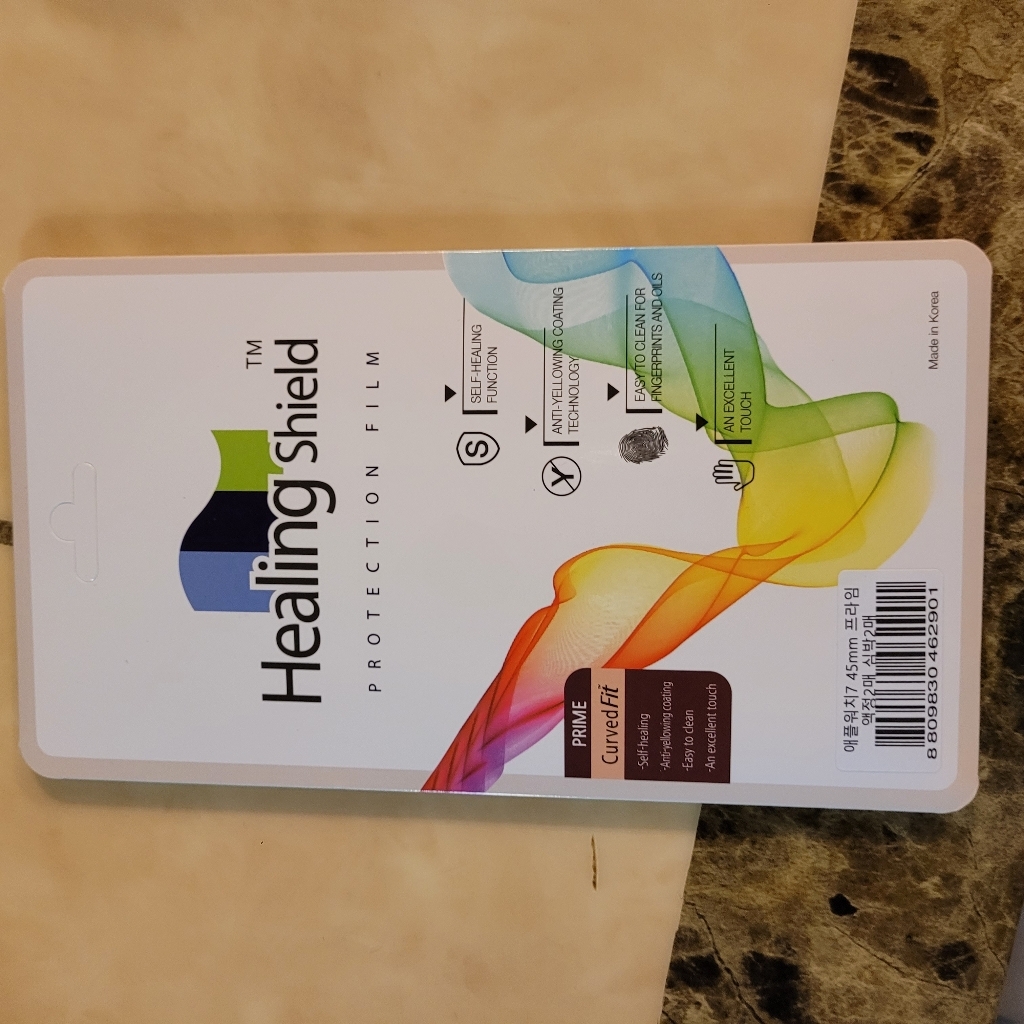 Healing Shield™
PROTECTION FILM
SELF-HEALING
FUNCTION
ANTI-YELLOWING COATING
TECHNOLOGY
EASY TO CLEAN FOR
FINGERPRINTS AND OILS
AN EXCELLENT
TOUCH
PRIME
CurvedFit
-Self-healing
-Anti-yellowing coating
-Easy to clean
-An excellent touch
애플워치7 45mm 프라임
액정2매 심박2매
8 809830 462901
Made in Korea